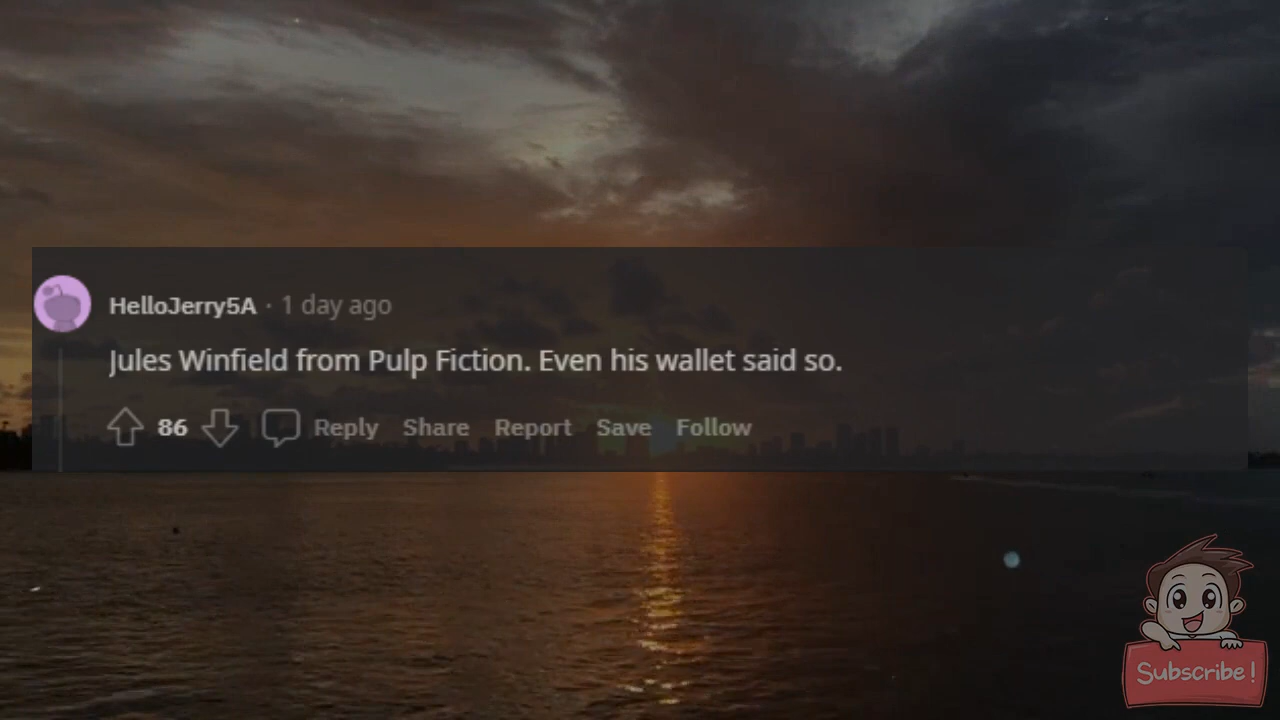 HelloJerry5A · 1 day ago
Jules Winfield from Pulp Fiction. Even his wallet said so.
86 Reply Share Report Save Follow
Subscribe!